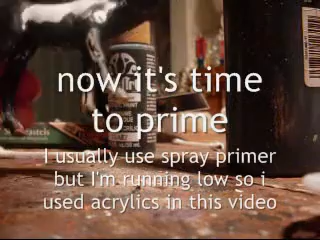 now it's time
to prime
I usually use spray primer
but I'm running low so i
used acrylics in this video